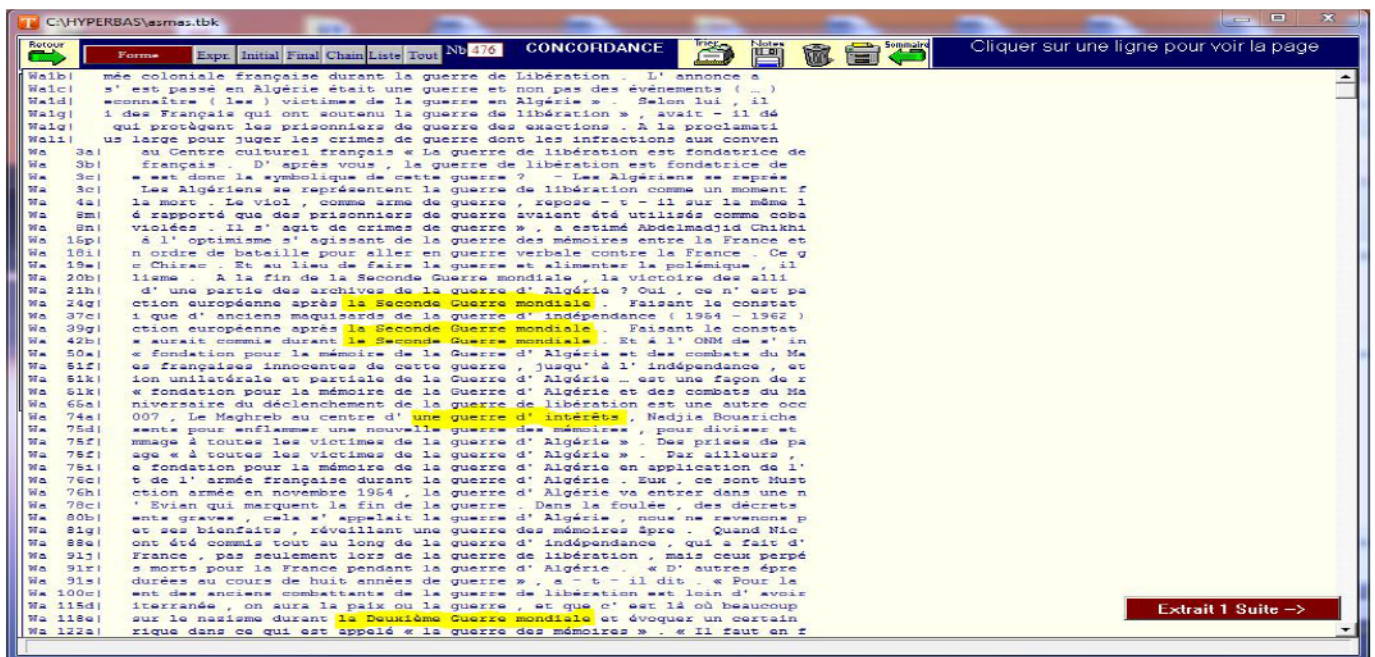 C:\HYPERBAS\asmas.tbk
Retour Forme Expr. Initial Final Chain Liste Tout Nb 476 CONCORDANCE Trier Notes Sommaire Cliquer sur une ligne pour voir la page
Wa1b| mée coloniale française durant la guerre de Libération . L' annonce a
Wa1c| s' est passé en Algérie était une guerre et non pas des événements ( … )
Wa1d| econnaître ( les ) victimes de la guerre en Algérie » . Selon lui , il
Wa1g| i des Français qui ont soutenu la guerre de libération » , avait - il dé
Wa1g| qui protègent les prisonniers de guerre des exactions . A la proclamati
Wa1i| us large pour juger les crimes de guerre dont les infractions aux conven
Wa 3a| au Centre culturel français « La guerre de libération est fondatrice de
Wa 3b| français . D' après vous , la guerre de libération est fondatrice de
Wa 3c| e est donc la symbolique de cette guerre ? - Les Algériens se représ
Wa 3c| Les Algériens se représentent la guerre de libération comme un moment f
Wa 4a| la mort . Le viol , comme arme de guerre , repose - t - il sur la même l
Wa 8m| é rapporté que des prisonniers de guerre avaient été utilisés comme coba
Wa 8n| violées . Il s' agit de crimes de guerre » , a estimé Abdelmadjid Chikhi
Wa 15p| à l' optimisme s' agissant de la guerre des mémoires entre la France et
Wa 18i| n ordre de bataille pour aller en guerre verbale contre la France . Ce g
Wa 19e| c Chirac . Et au lieu de faire la guerre et alimenter la polémique , il
Wa 20b| lisme . A la fin de la Seconde Guerre mondiale , la victoire des alli
Wa 21h| d' une partie des archives de la guerre d' Algérie ? Oui , ce n' est pa
Wa 24g| ction européenne après la Seconde Guerre mondiale . Faisant le constat
Wa 37c| i que d' anciens maquisards de la guerre d' indépendance ( 1954 - 1962 )
Wa 39g| ction européenne après la Seconde Guerre mondiale . Faisant le constat
Wa 42b| s aurait commis durant la Seconde Guerre mondiale . Et à l' ONM de s' in
Wa 50a| « fondation pour la mémoire de la Guerre d' Algérie et des combats du Ma
Wa 51f| es françaises innocentes de cette guerre , jusqu' à l' indépendance , et
Wa 51k| ion unilatérale et partiale de la Guerre d' Algérie … est une façon de r
Wa 51k| « fondation pour la mémoire de la Guerre d' Algérie et des combats du Ma
Wa 65a| niversaire du déclenchement de la guerre de libération est une autre occ
Wa 74a| 007 , Le Maghreb au centre d' une guerre d' intérêts , Nadjia Bouaricha
Wa 75d| sente pour enflammer une nouvelle guerre des mémoires , pour diviser et
Wa 75f| mmage à toutes les victimes de la guerre d' Algérie » . Des prises de pa
Wa 75f| age « à toutes les victimes de la guerre d' Algérie » . Par ailleurs ,
Wa 75i| e fondation pour la mémoire de la guerre d' Algérie en application de l'
Wa 76c| t de l' armée française durant la guerre d' Algérie . Eux , ce sont Must
Wa 76h| ction armée en novembre 1954 , la guerre d' Algérie va entrer dans une n
Wa 78c| ' Evian qui marquent la fin de la guerre . Dans la foulée , des décrets
Wa 80b| ents graves , cela s' appelait la guerre d' Algérie , nous ne revenons p
Wa 81g| et ses bienfaits , réveillant une guerre des mémoires âpre . Quand Nic
Wa 88e| ont été commis tout au long de la guerre d' indépendance , qui a fait d'
Wa 91j| France , pas seulement lors de la guerre de libération , mais ceux perpé
Wa 91r| s morts pour la France pendant la guerre d' Algérie . « D' autres épre
Wa 91s| durées au cours de huit années de guerre » , a - t - il dit . « Pour la
Wa 100c| ent des anciens combattants de la guerre de libération est loin d' avoir
Wa 115d| iterranée , on aura la paix ou la guerre , et que c' est là où beaucoup
Wa 118e| sur le nazisme durant la Deuxième Guerre mondiale et évoquer un certain
Wa 122a| rique dans ce qui est appelé « la guerre des mémoires » . « Il faut en f
Extrait 1 Suite -->